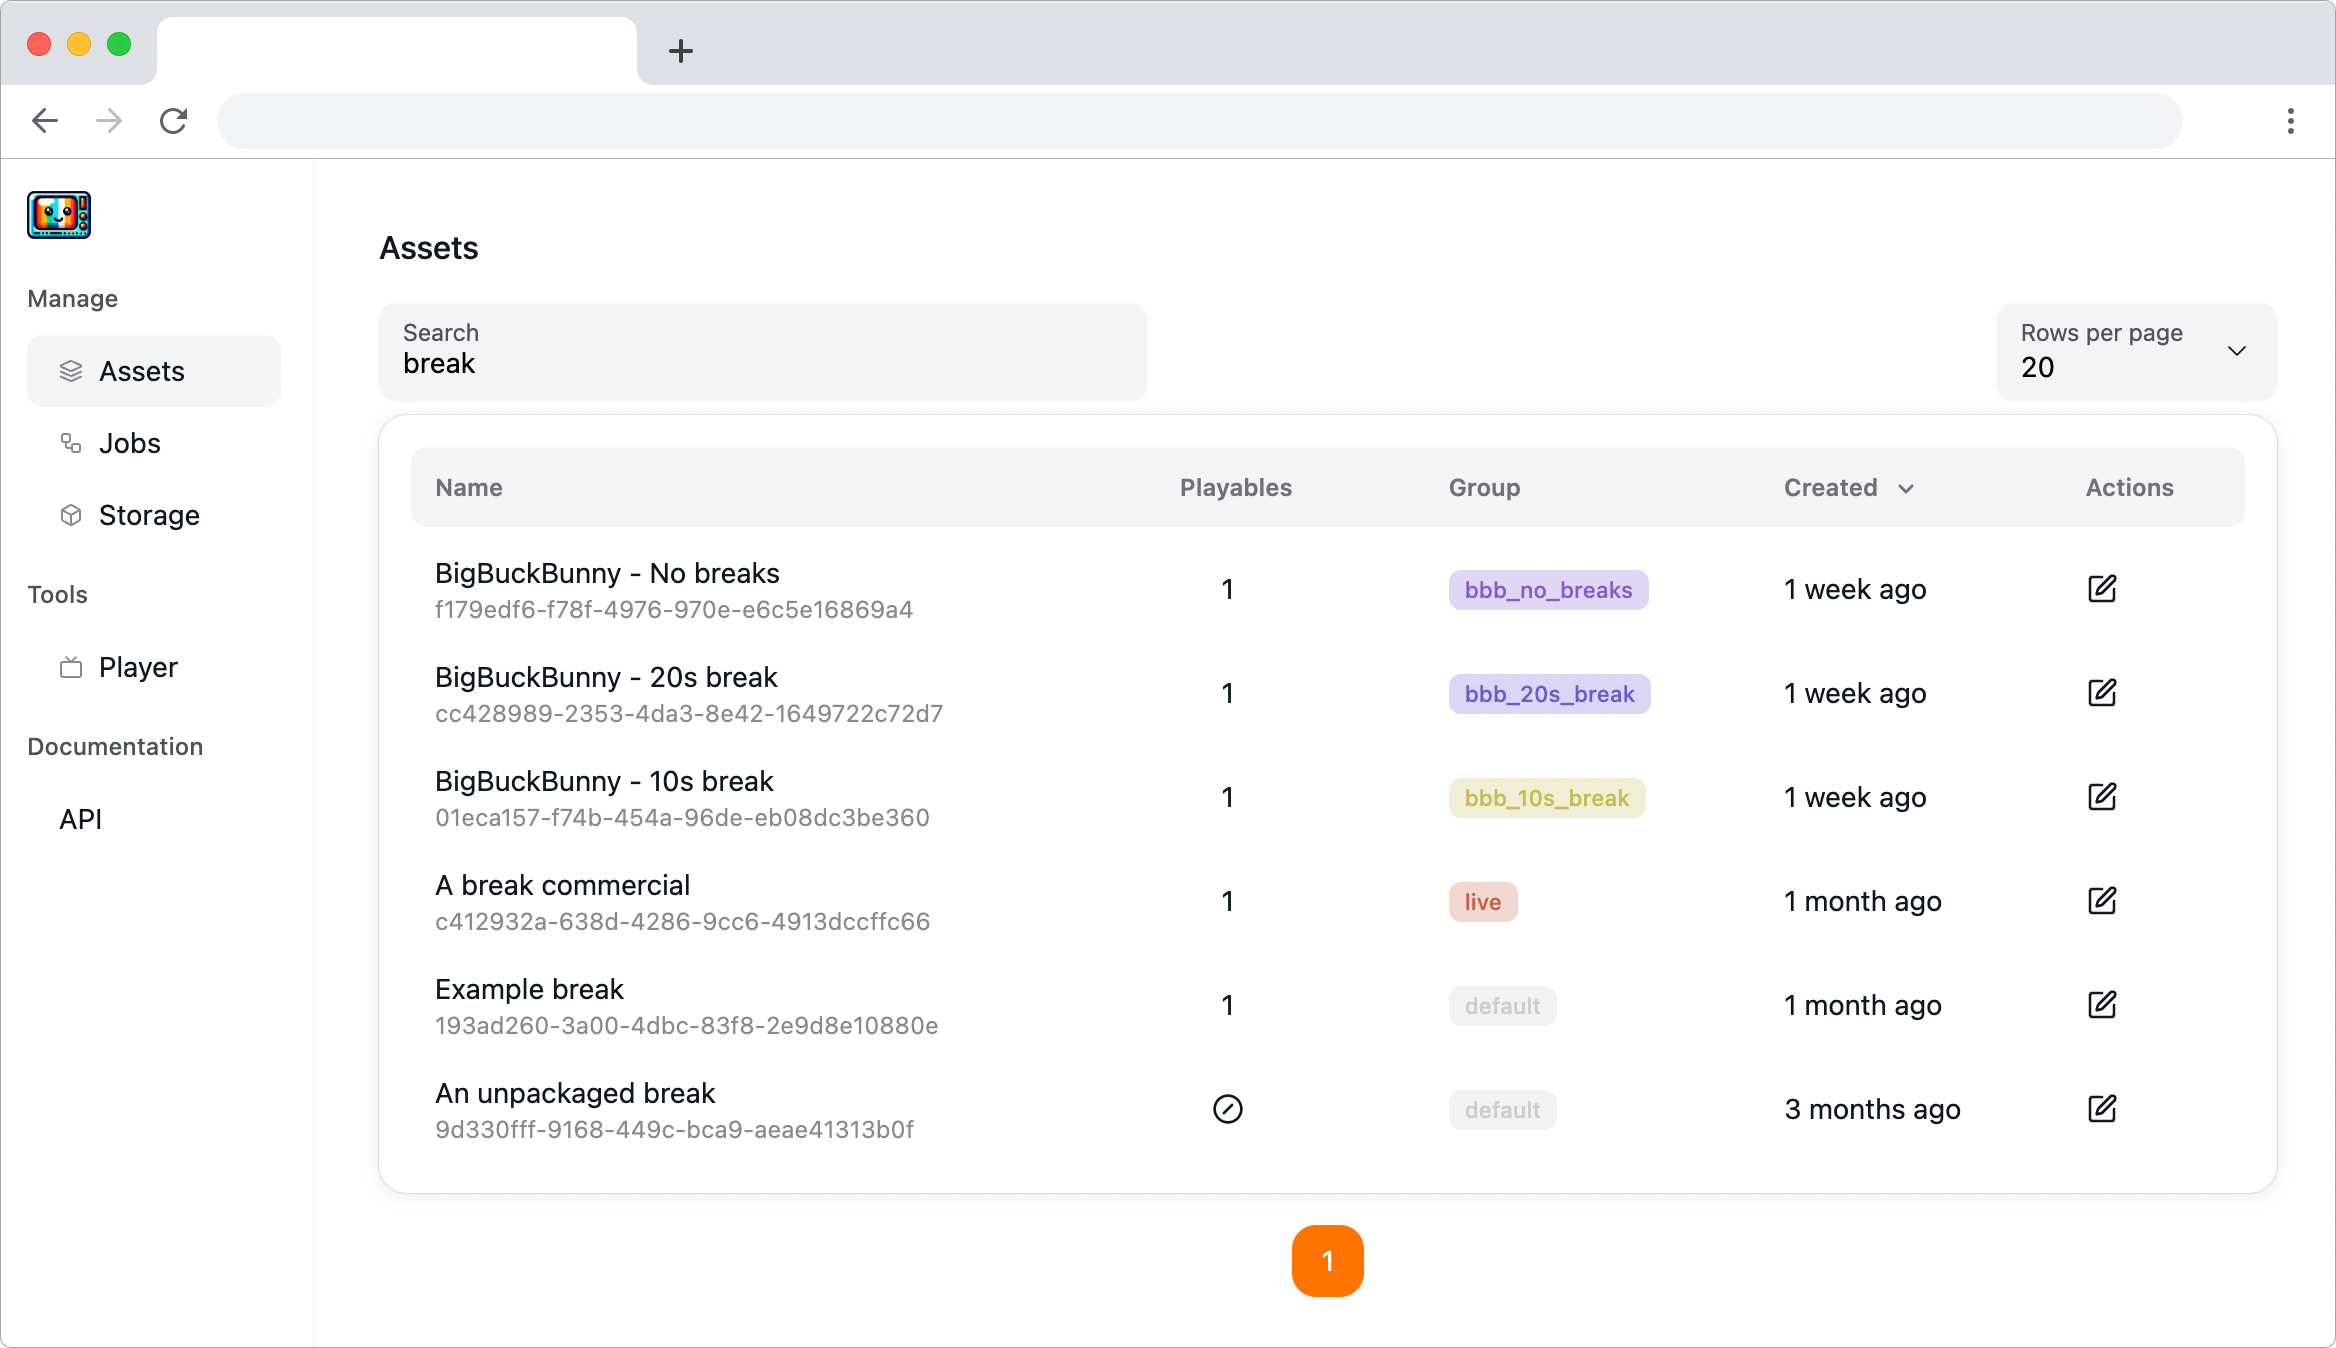 Manage
Assets
Jobs
Storage
Tools
Player
Documentation
API
Assets
Search
break
Rows per page
20
Name Playables Group Created Actions
BigBuckBunny - No breaks
f179edf6-f78f-4976-970e-e6c5e16869a4
1 bbb_no_breaks 1 week ago
BigBuckBunny - 20s break
cc428989-2353-4da3-8e42-1649722c72d7
1 bbb_20s_break 1 week ago
BigBuckBunny - 10s break
01eca157-f74b-454a-96de-eb08dc3be360
1 bbb_10s_break 1 week ago
A break commercial
c412932a-638d-4286-9cc6-4913dccffc66
1 live 1 month ago
Example break
193ad260-3a00-4dbc-83f8-2e9d8e10880e
1 default 1 month ago
An unpackaged break
9d330fff-9168-449c-bca9-aeae41313b0f
default 3 months ago
1